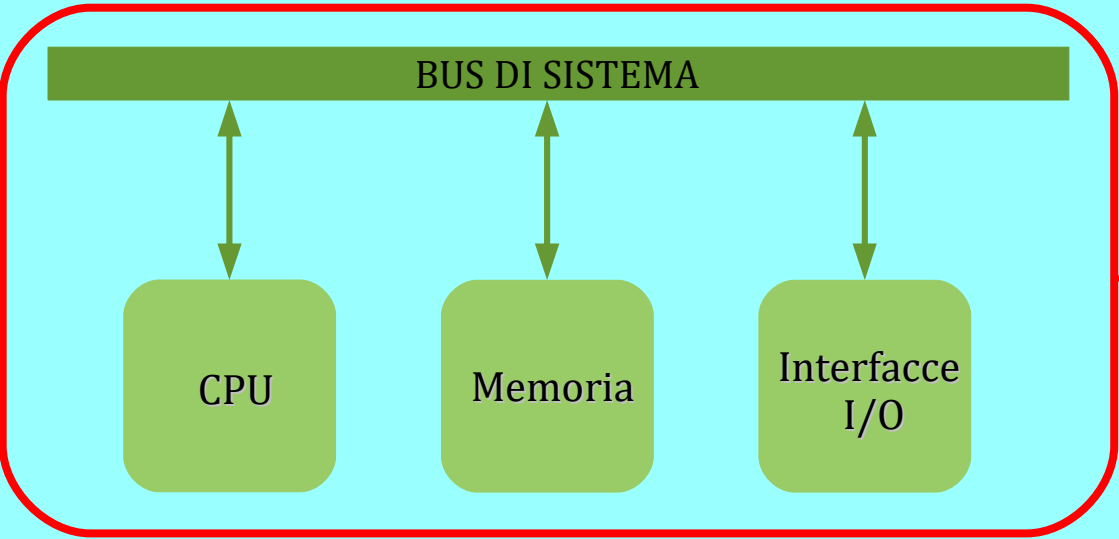 BUS DI SISTEMA
CPU
Memoria
Interfacce
I/O